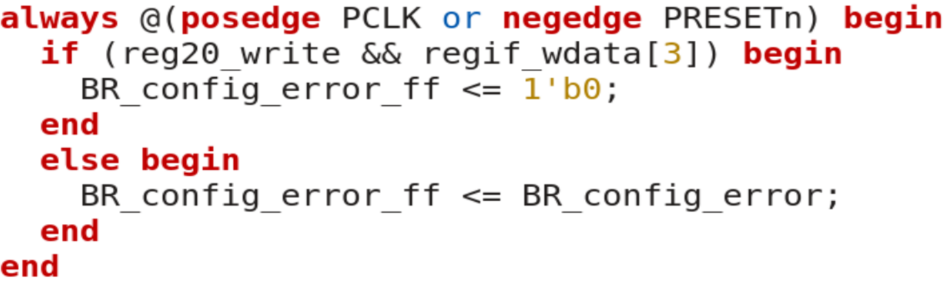 always @(posedge PCLK or negedge PRESETn) begin
  if (reg20_write && regif_wdata[3]) begin
    BR_config_error_ff <= 1'b0;
  end
  else begin
    BR_config_error_ff <= BR_config_error;
  end
end